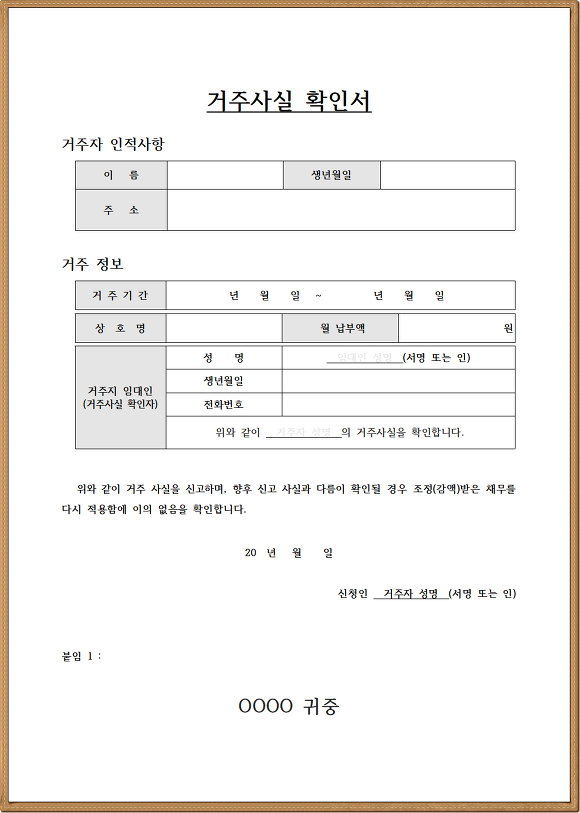 거주사실 확인서
거주자 인적사항
이 름 생년월일
주 소
거주 정보
거 주 기 간 년 월 일 ~ 년 월 일
상 호 명 월 납부액 원
거주지 임대인
(거주사실 확인자)
성 명 임대인 성명 (서명 또는 인)
생년월일
전화번호
위와 같이 거주지 성명 의 거주사실을 확인합니다.
위와 같이 거주 사실을 신고하며, 향후 신고 사실과 다름이 확인될 경우 조정(감액)받은 채무를
다시 적용함에 이의 없음을 확인합니다.
20 년 월 일
신청인 거주자 성명 (서명 또는 인)
붙임 1 :
OOOO 귀중